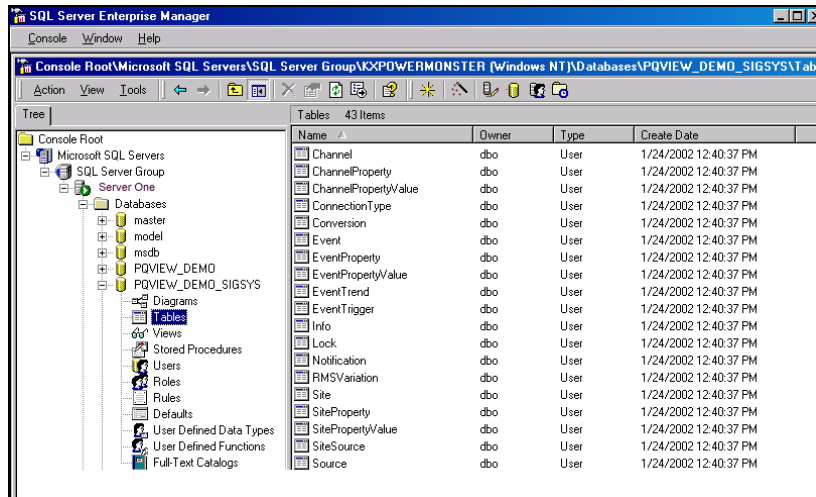 SQL Server Enterprise Manager
Console Window Help
Console Root\Microsoft SQL Servers\SQL Server Group\KXPOWERMONSTER (Windows NT)\Databases\PQVIEW_DEMO_SIGSYS\Tab
Action View Tools
Tree
Tables 43 Items
Console Root
Microsoft SQL Servers
SQL Server Group
Server One
Databases
master
model
msdb
PQVIEW_DEMO
PQVIEW_DEMO_SIGSYS
Diagrams
Tables
Views
Stored Procedures
Users
Roles
Rules
Defaults
User Defined Data Types
User Defined Functions
Full-Text Catalogs
Name Owner Type Create Date
Channel dbo User 1/24/2002 12:40:37 PM
ChannelProperty dbo User 1/24/2002 12:40:37 PM
ChannelPropertyValue dbo User 1/24/2002 12:40:37 PM
ConnectionType dbo User 1/24/2002 12:40:37 PM
Conversion dbo User 1/24/2002 12:40:37 PM
Event dbo User 1/24/2002 12:40:37 PM
EventProperty dbo User 1/24/2002 12:40:37 PM
EventPropertyValue dbo User 1/24/2002 12:40:37 PM
EventTrend dbo User 1/24/2002 12:40:37 PM
EventTrigger dbo User 1/24/2002 12:40:37 PM
Info dbo User 1/24/2002 12:40:37 PM
Lock dbo User 1/24/2002 12:40:37 PM
Notification dbo User 1/24/2002 12:40:37 PM
RMSVariation dbo User 1/24/2002 12:40:37 PM
Site dbo User 1/24/2002 12:40:37 PM
SiteProperty dbo User 1/24/2002 12:40:37 PM
SitePropertyValue dbo User 1/24/2002 12:40:37 PM
SiteSource dbo User 1/24/2002 12:40:37 PM
Source dbo User 1/24/2002 12:40:37 PM